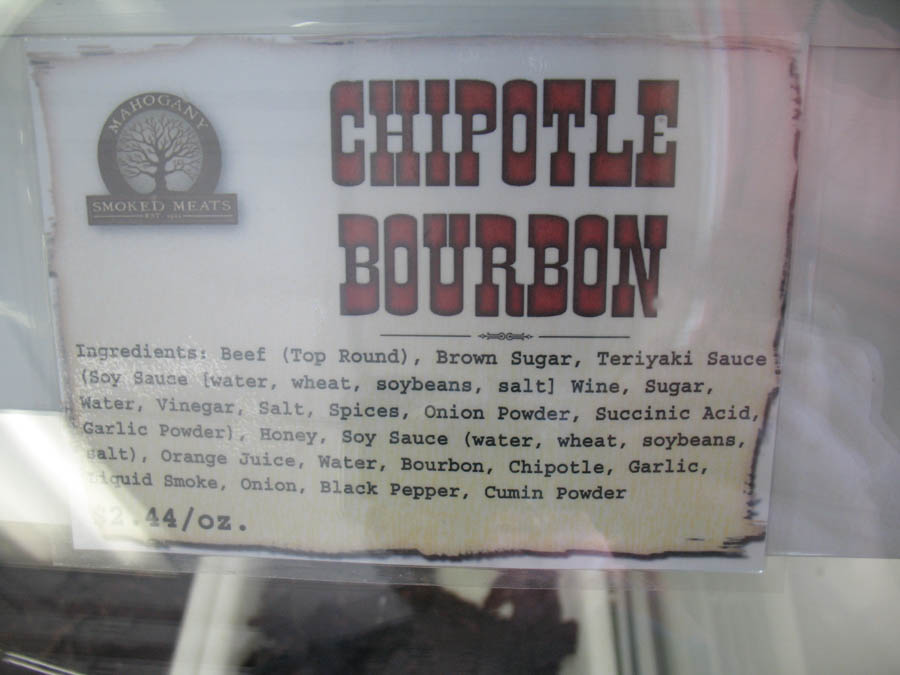 MAHOGANY
SMOKED MEATS
CHIPOTLE
BOURBON
Ingredients: Beef (Top Round), Brown Sugar, Teriyaki Sauce
(Soy Sauce [water, wheat, soybeans, salt] Wine, Sugar,
Water, Vinegar, Salt, Spices, Onion Powder, Succinic Acid,
Garlic Powder), Honey, Soy Sauce (water, wheat, soybeans,
salt), Orange Juice, Water, Bourbon, Chipotle, Garlic,
Liquid Smoke, Onion, Black Pepper, Cumin Powder
$2.44/oz.